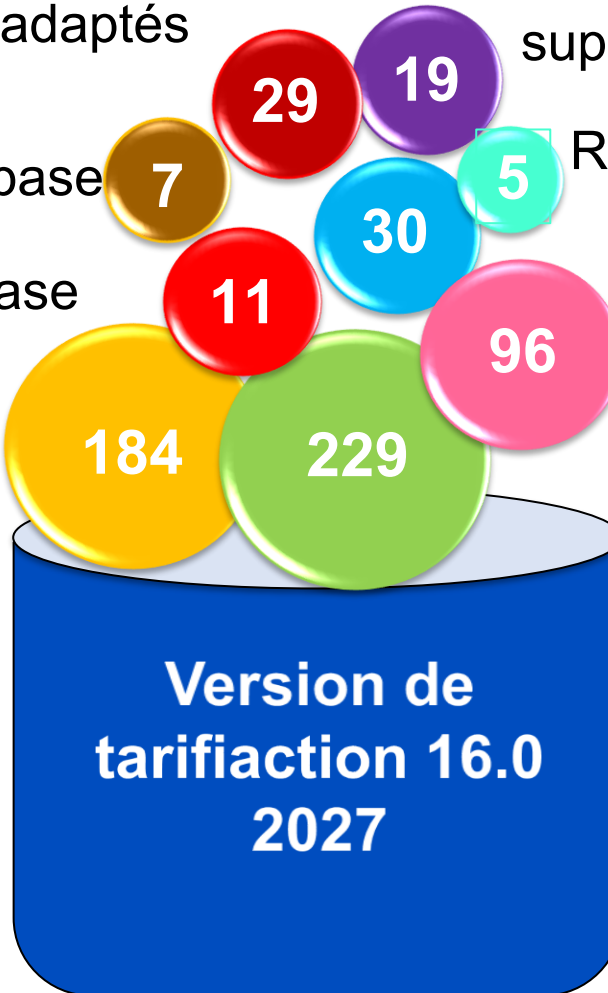 adaptés
sup
29
19
R
7
5
base
30
11
ase
96
184
229
Version de
tarifiaction 16.0
2027